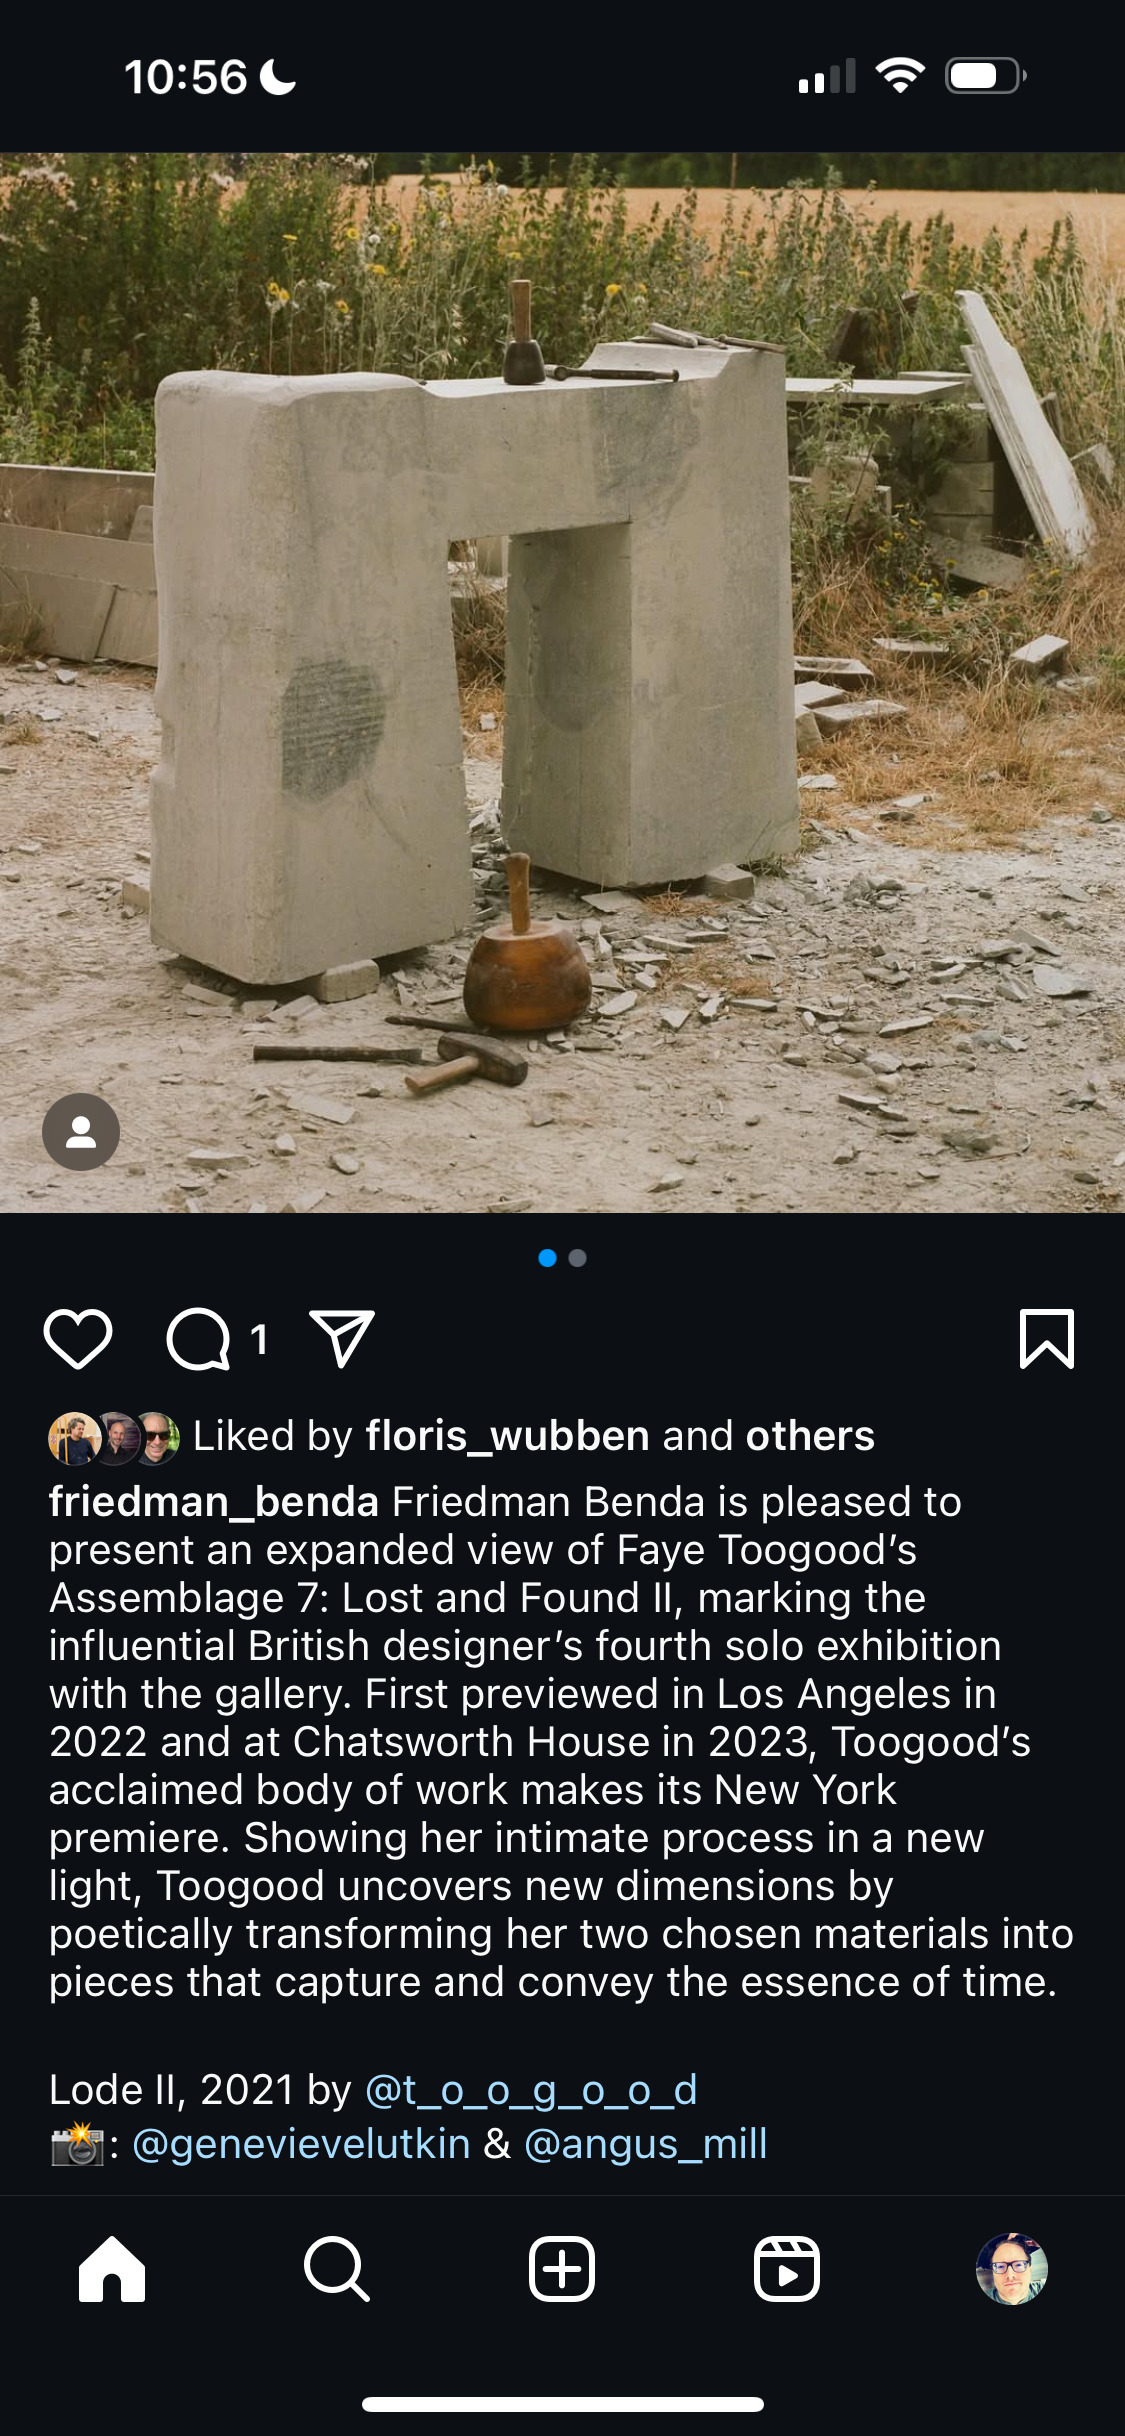 10:56
1
Liked by floris_wubben and others
friedman_benda Friedman Benda is pleased to
present an expanded view of Faye Toogood’s
Assemblage 7: Lost and Found II, marking the
influential British designer’s fourth solo exhibition
with the gallery. First previewed in Los Angeles in
2022 and at Chatsworth House in 2023, Toogood’s
acclaimed body of work makes its New York
premiere. Showing her intimate process in a new
light, Toogood uncovers new dimensions by
poetically transforming her two chosen materials into
pieces that capture and convey the essence of time.
Lode II, 2021 by @t_o_o_g_o_o_d
📸: @genevievelutkin & @angus_mill